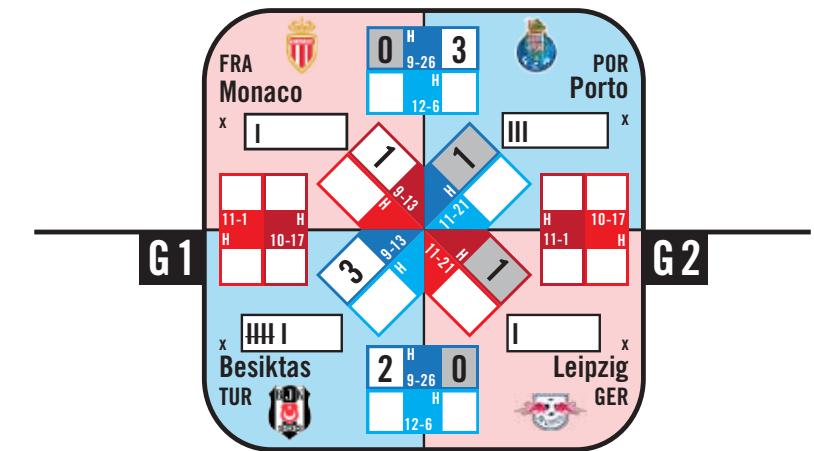 FRA
Monaco
x
I
0 H 9-26 3
H
12-6
POR
Porto
x
III
1
9-13
H
1
H
11-21
11-1 H
H 10-17
H 10-17
11-1 H
G1
G2
3
9-13
H
11-21
H
1
x
IIII I
Besiktas
TUR
2 H 9-26 0
H
12-6
I
x
Leipzig
GER